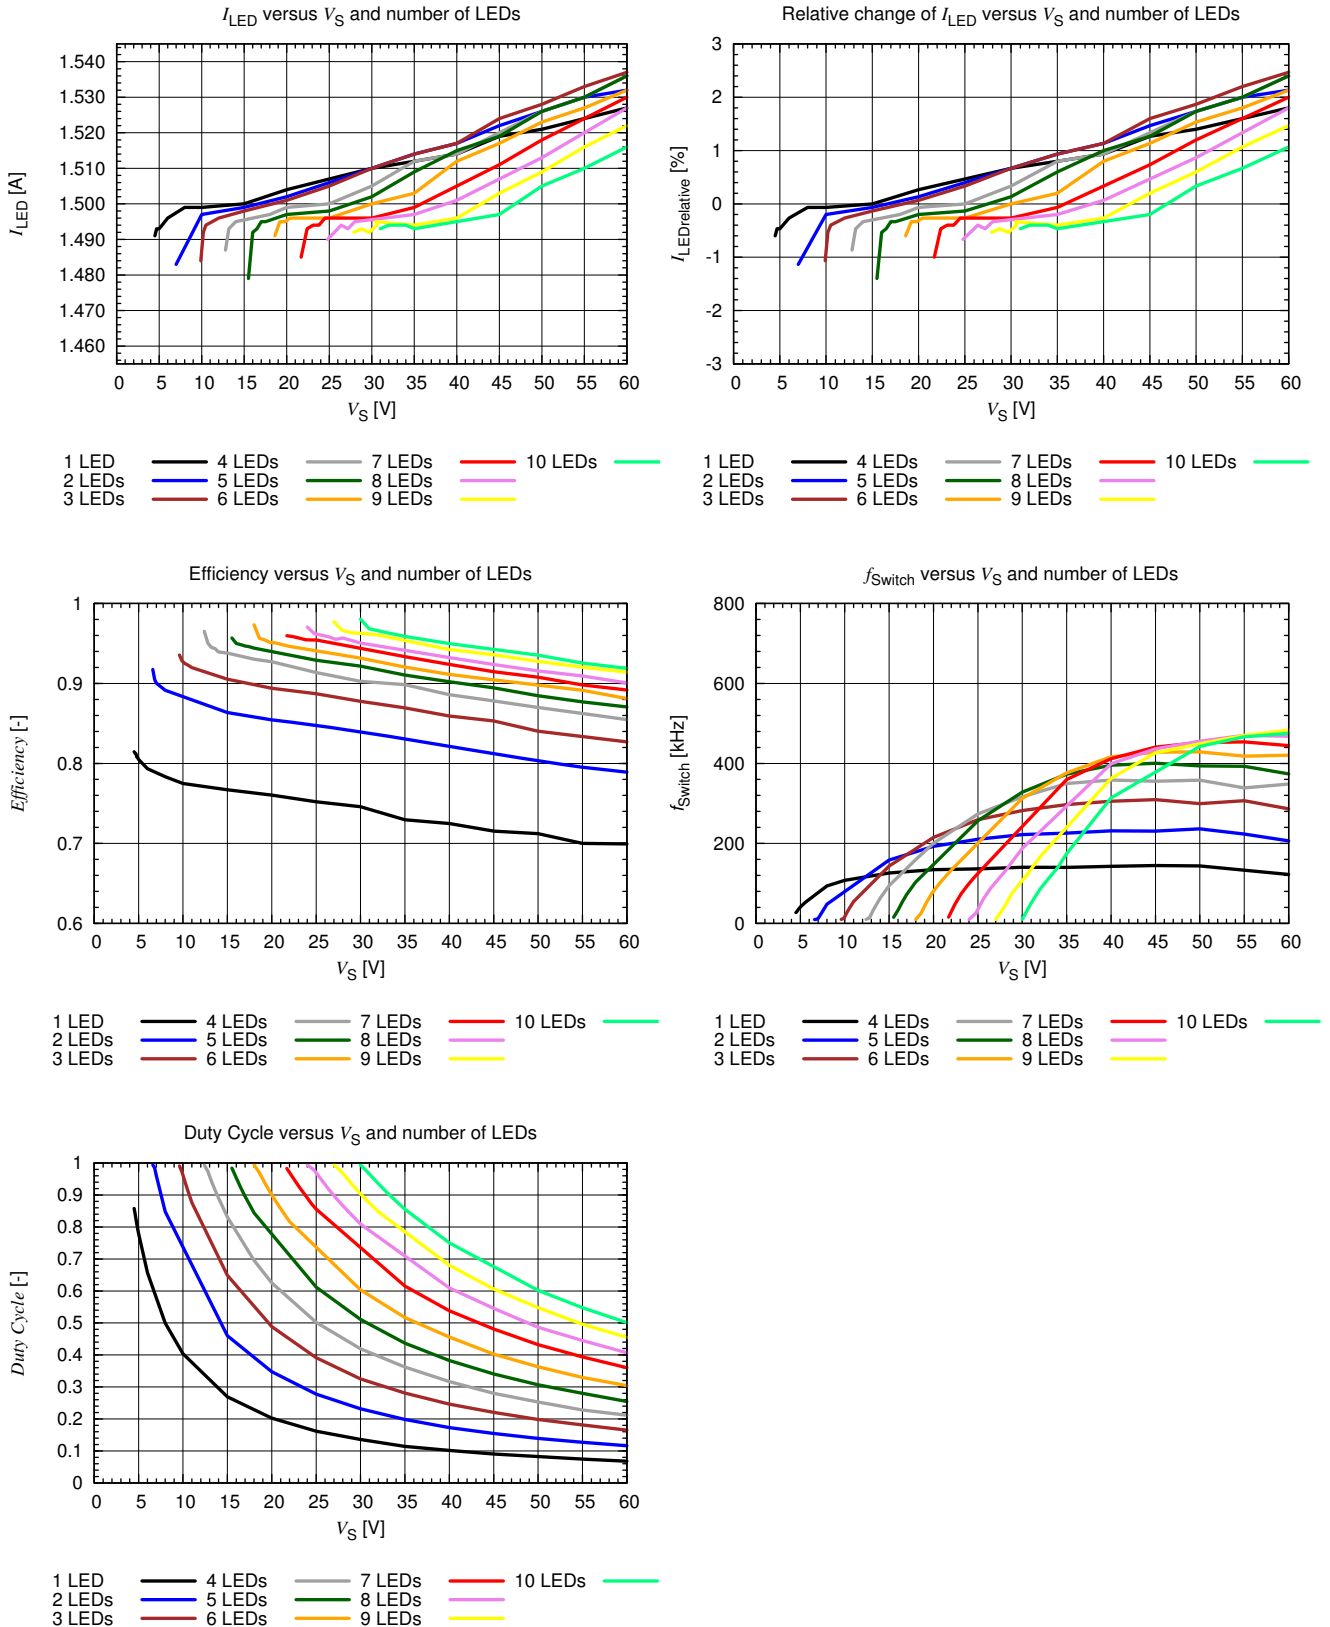 I_LED versus V_S and number of LEDs
1.540
1.530
1.520
1.510
1.500
1.490
1.480
1.470
1.460
I_LED [A]
0 5 10 15 20 25 30 35 40 45 50 55 60
V_S [V]
1 LED 4 LEDs 7 LEDs 10 LEDs
2 LEDs 5 LEDs 8 LEDs
3 LEDs 6 LEDs 9 LEDs
Relative change of I_LED versus V_S and number of LEDs
3
2
1
0
-1
-2
-3
I_LEDrelative [%]
0 5 10 15 20 25 30 35 40 45 50 55 60
V_S [V]
1 LED 4 LEDs 7 LEDs 10 LEDs
2 LEDs 5 LEDs 8 LEDs
3 LEDs 6 LEDs 9 LEDs
Efficiency versus V_S and number of LEDs
1
0.9
0.8
0.7
0.6
Efficiency [-]
0 5 10 15 20 25 30 35 40 45 50 55 60
V_S [V]
1 LED 4 LEDs 7 LEDs 10 LEDs
2 LEDs 5 LEDs 8 LEDs
3 LEDs 6 LEDs 9 LEDs
f_Switch versus V_S and number of LEDs
800
600
400
200
0
f_Switch [kHz]
0 5 10 15 20 25 30 35 40 45 50 55 60
V_S [V]
1 LED 4 LEDs 7 LEDs 10 LEDs
2 LEDs 5 LEDs 8 LEDs
3 LEDs 6 LEDs 9 LEDs
Duty Cycle versus V_S and number of LEDs
1
0.9
0.8
0.7
0.6
0.5
0.4
0.3
0.2
0.1
0
Duty Cycle [-]
0 5 10 15 20 25 30 35 40 45 50 55 60
V_S [V]
1 LED 4 LEDs 7 LEDs 10 LEDs
2 LEDs 5 LEDs 8 LEDs
3 LEDs 6 LEDs 9 LEDs